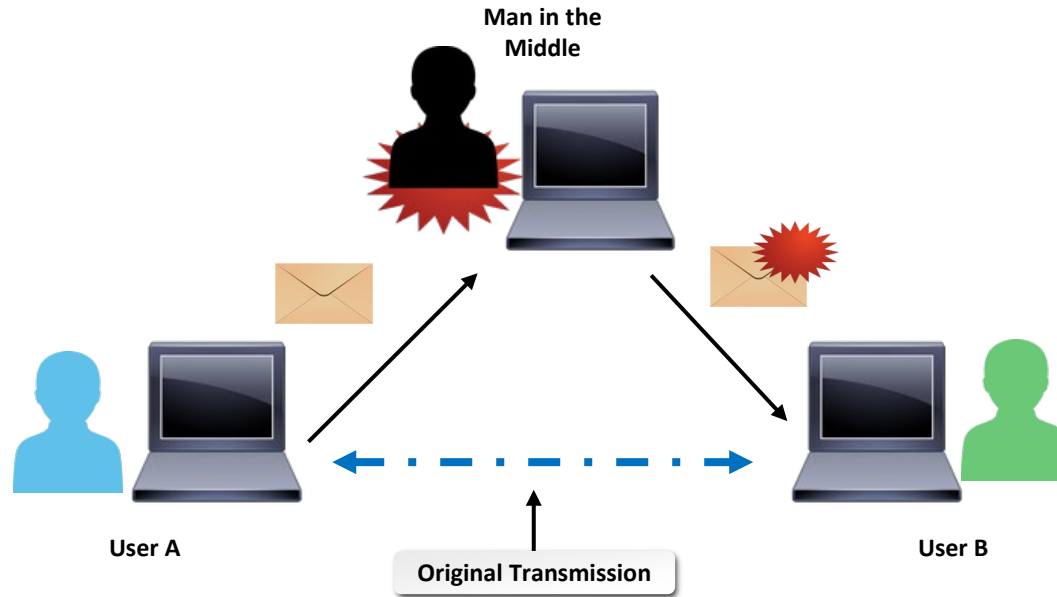 Man in the
Middle
User A
User B
Original Transmission